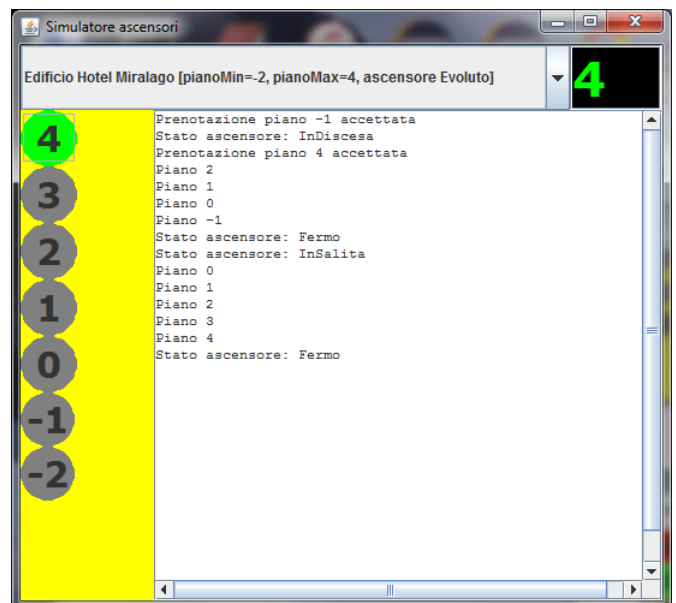 Simulatore ascensori
Edificio Hotel Miralago [pianoMin=-2, pianoMax=4, ascensore Evoluto]
4
4
3
2
1
0
-1
-2
Prenotazione piano -1 accettata
Stato ascensore: InDiscesa
Prenotazione piano 4 accettata
Piano 2
Piano 1
Piano 0
Piano -1
Stato ascensore: Fermo
Stato ascensore: InSalita
Piano 0
Piano 1
Piano 2
Piano 3
Piano 4
Stato ascensore: Fermo